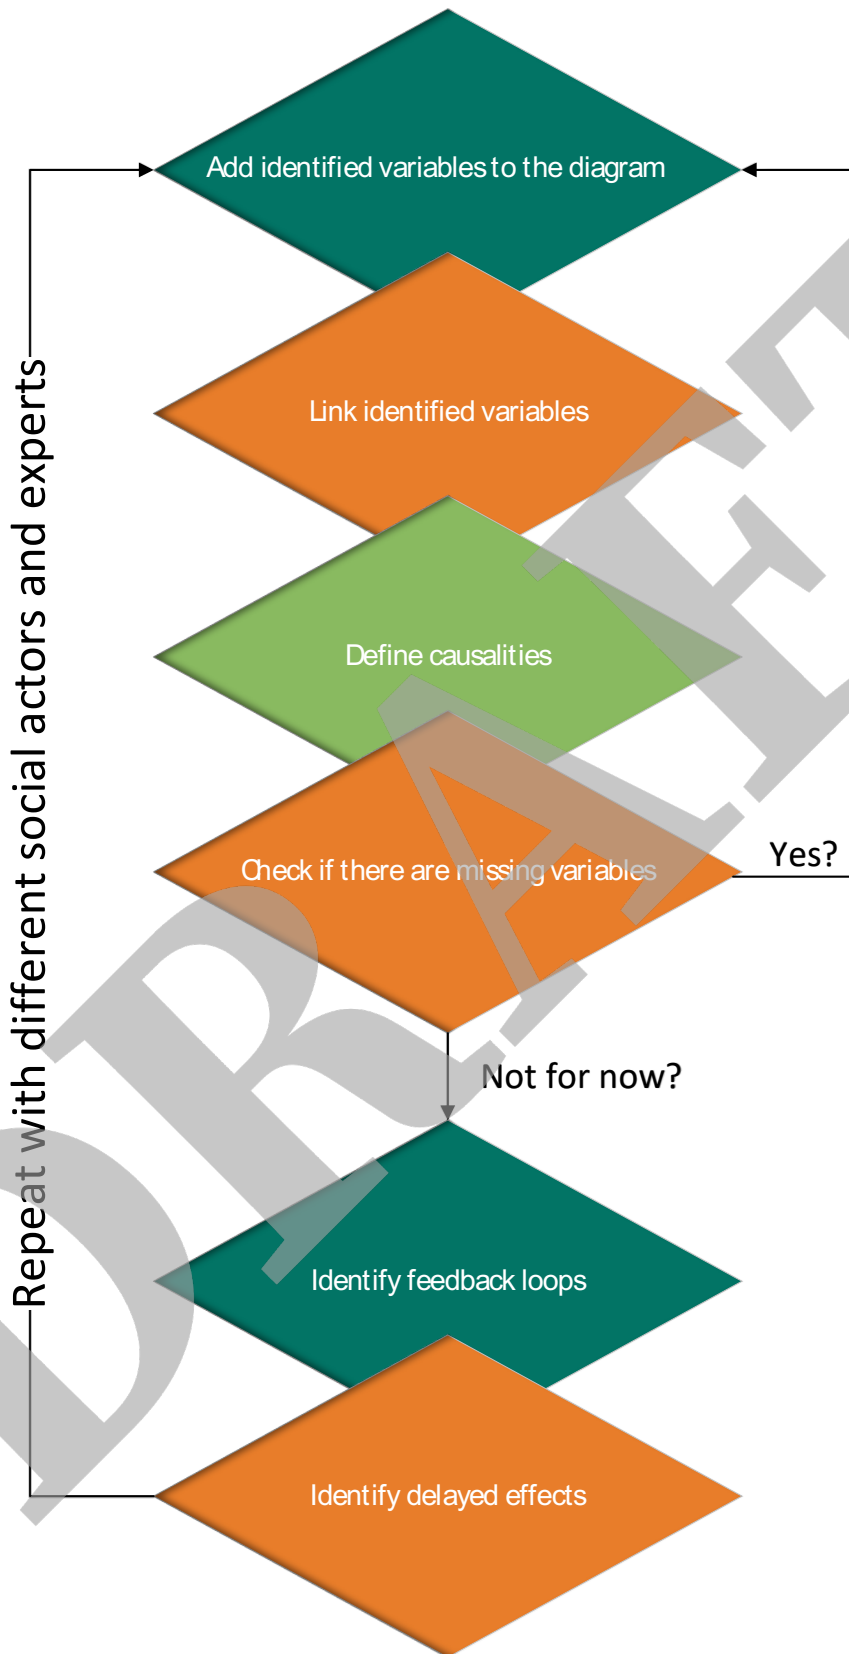 Add identified variables to the diagram
Link identified variables
Define causalities
Check if there are missing variables
Yes?
Not for now?
Identify feedback loops
Identify delayed effects
Repeat with different social actors and experts
DRAFT